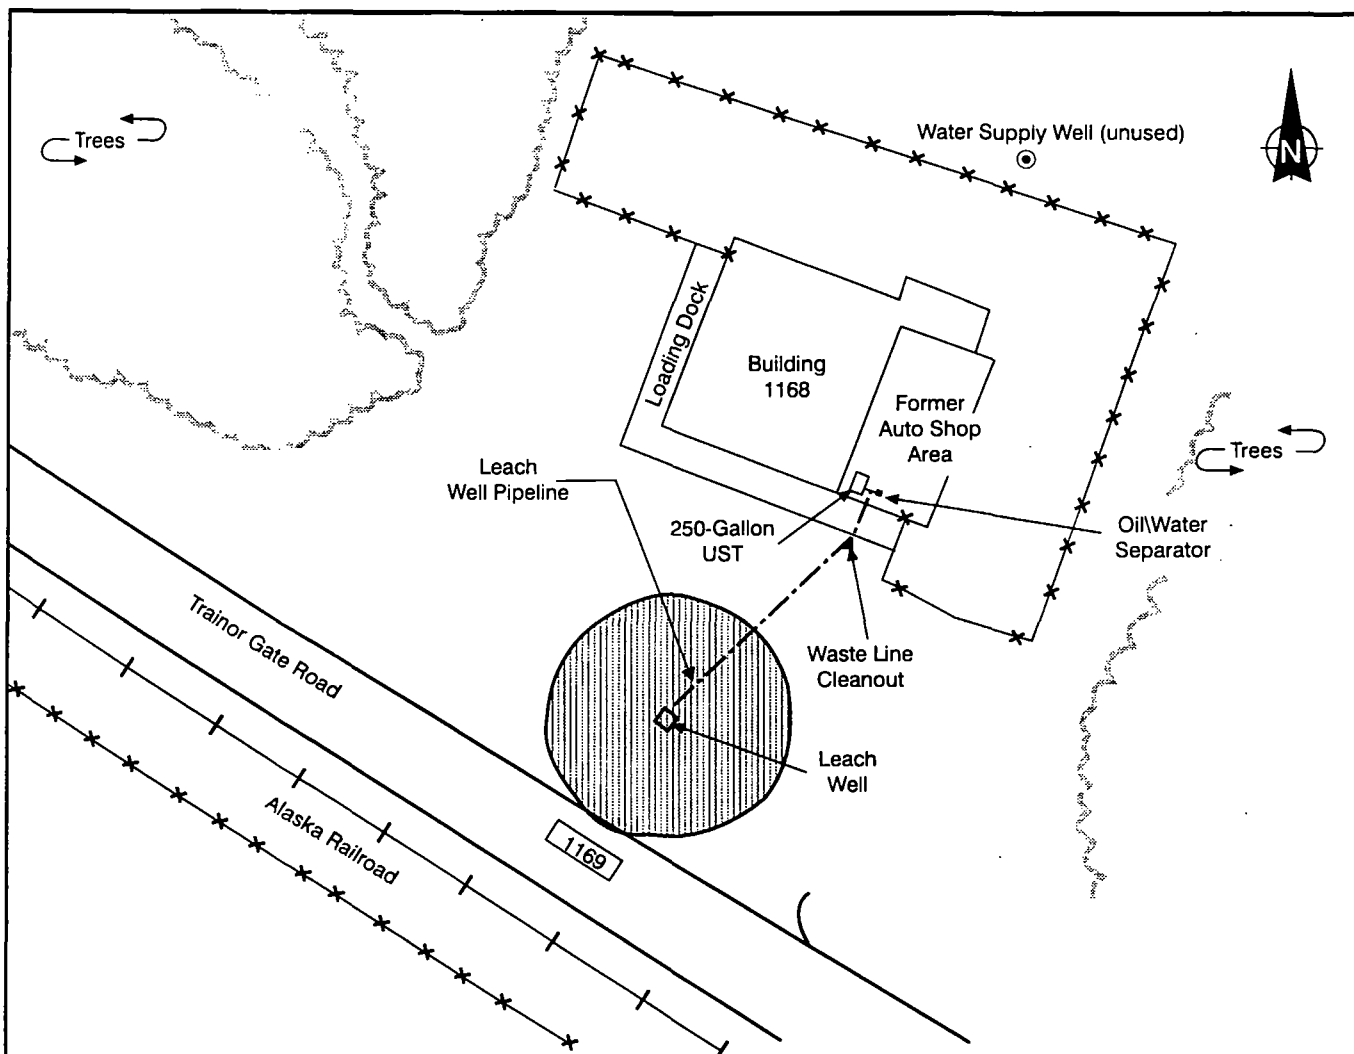 Trees
Water Supply Well (unused)
N
Loading Dock
Building
1168
Former
Auto Shop
Area
Trees
Leach
Well Pipeline
250-Gallon
UST
Oil\Water
Separator
Trainor Gate Road
Waste Line
Cleanout
Leach
Well
Alaska Railroad
1169